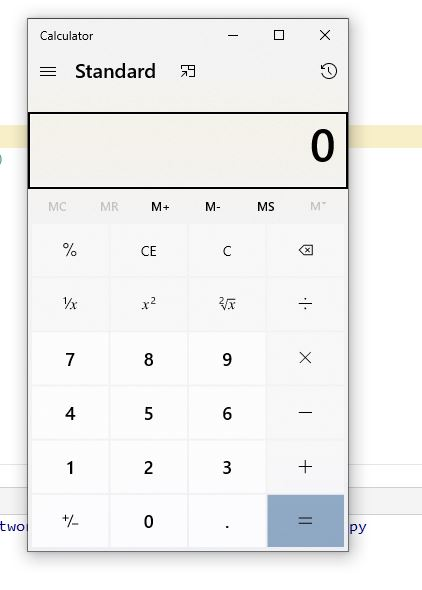 Calculator
Standard
0
MC MR M+ M- MS M˅
% CE C
¹⁄x x² ²√x ÷
7 8 9 ×
4 5 6 −
1 2 3 +
+/− 0 . =
py